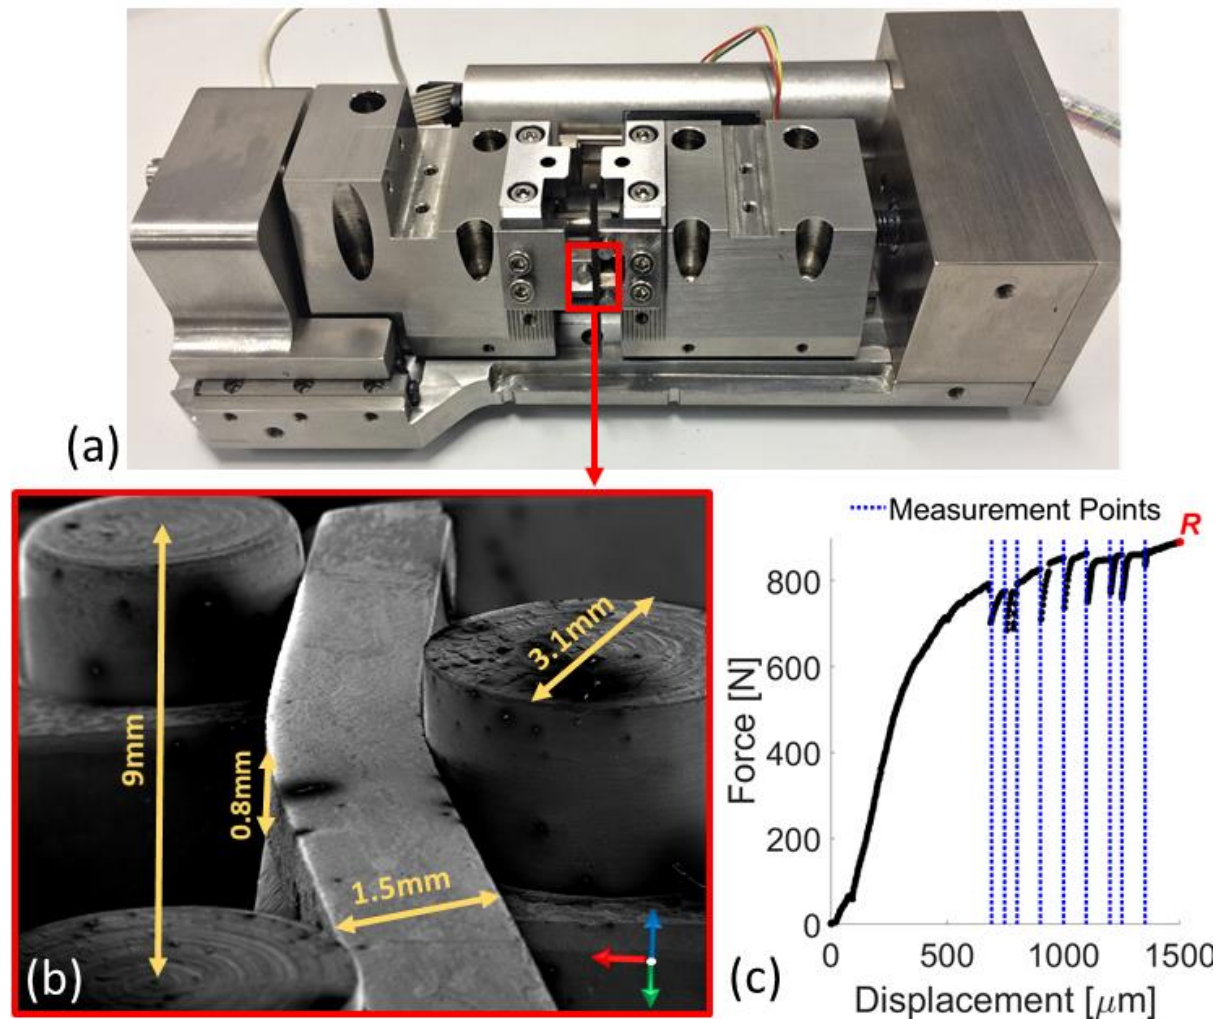 (a)
9mm
0.8mm
3.1mm
1.5mm
(b)
Measurement Points
R
800
600
400
200
0
Force [N]
0
500
1000
1500
Displacement [μm]
(c)